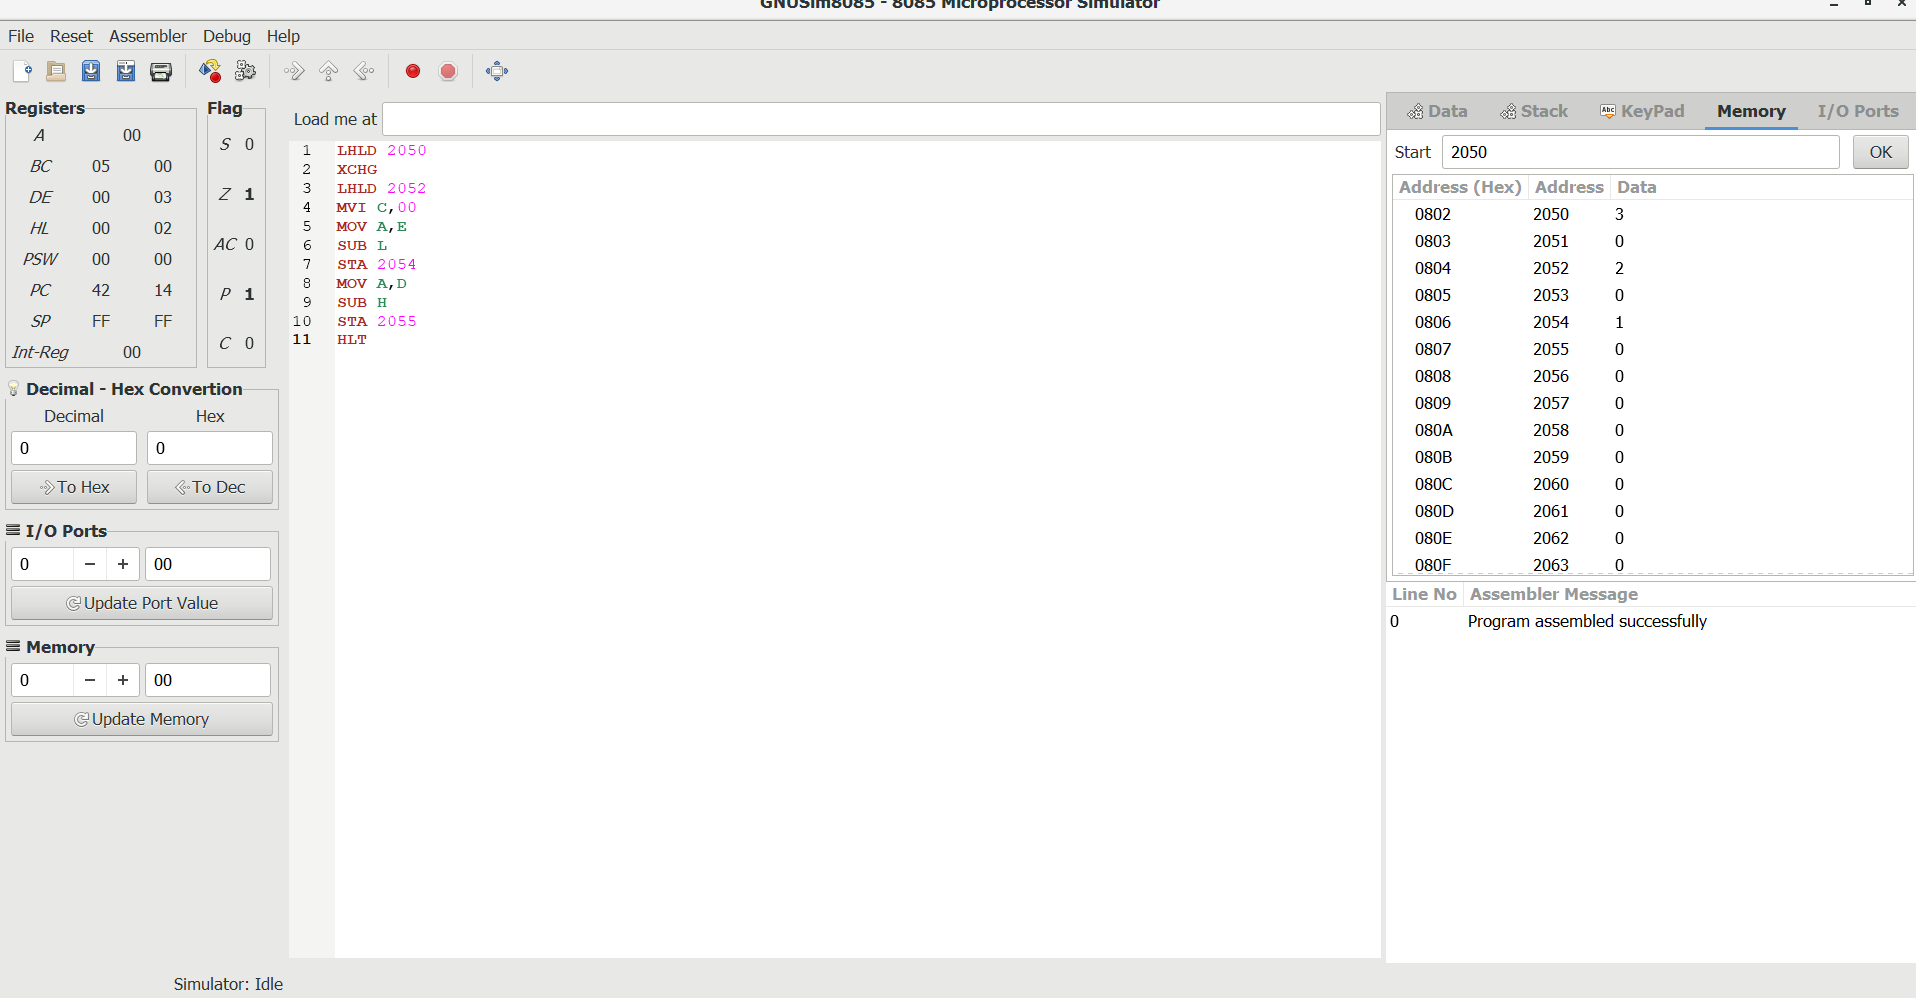 GNUSim8085 - 8085 Microprocessor Simulator
File Reset Assembler Debug Help
Registers
A 00
BC 05 00
DE 00 03
HL 00 02
PSW 00 00
PC 42 14
SP FF FF
Int-Reg 00
Flag
S 0
Z 1
AC 0
P 1
C 0
Decimal - Hex Convertion
Decimal Hex
0 0
To Hex To Dec
I/O Ports
0 − + 00
Update Port Value
Memory
0 − + 00
Update Memory
Load me at
1 LHLD 2050
2 XCHG
3 LHLD 2052
4 MVI C,00
5 MOV A,E
6 SUB L
7 STA 2054
8 MOV A,D
9 SUB H
10 STA 2055
11 HLT
Data Stack Abc KeyPad Memory I/O Ports
Start 2050 OK
Address (Hex) Address Data
0802 2050 3
0803 2051 0
0804 2052 2
0805 2053 0
0806 2054 1
0807 2055 0
0808 2056 0
0809 2057 0
080A 2058 0
080B 2059 0
080C 2060 0
080D 2061 0
080E 2062 0
080F 2063 0
Line No Assembler Message
0 Program assembled successfully
Simulator: Idle